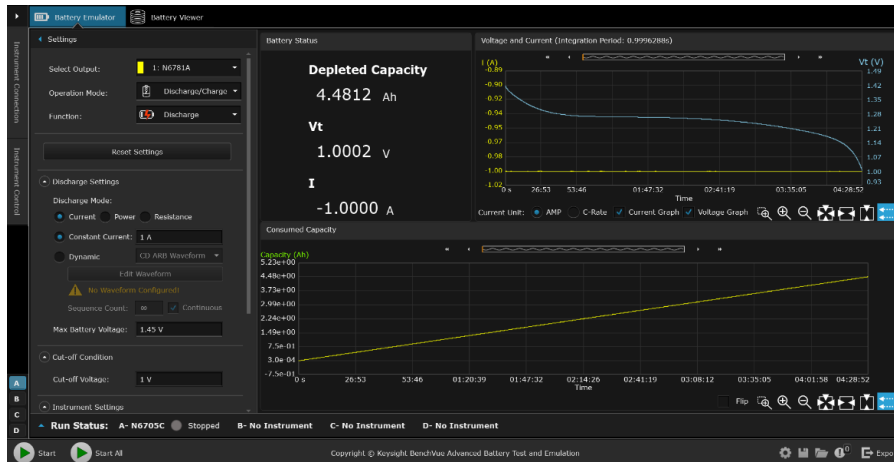 Battery Emulator
Battery Viewer
Instrument Connection
Instrument Control
Settings
Select Output: 1: N6781A
Operation Mode: Discharge/Charge
Function: Discharge
Reset Settings
Discharge Settings
Discharge Mode:
Current Power Resistance
Constant Current: 1 A
Dynamic CD ARB Waveform
Edit Waveform
No Waveform Configured!
Sequence Count: ∞ Continuous
Max Battery Voltage: 1.45 V
Cut-off Condition
Cut-off Voltage: 1 V
Instrument Settings
A
B
C
D
Battery Status
Depleted Capacity
4.4812 Ah
Vt
1.0002 V
I
-1.0000 A
Voltage and Current (Integration Period: 0.9996288s)
I (A) Vt (V)
-0.89 1.49
-0.90 1.42
-0.92 1.35
-0.94 1.28
-0.95 1.21
-0.97 1.14
-0.98 1.07
-1.00 1.00
-1.02 0.93
0 s 26:53 53:46 01:47:32 02:41:19 03:35:05 04:28:52
Time
Current Unit: AMP C-Rate Current Graph Voltage Graph
Consumed Capacity
Capacity (Ah)
5.23e+00
4.48e+00
3.73e+00
2.99e+00
2.24e+00
1.49e+00
7.5e-01
3.0e-04
-7.5e-01
0 s 26:53 53:46 01:20:39 01:47:32 02:14:26 02:41:19 03:08:12 03:35:05 04:01:58 04:28:52
Time
Flip
Run Status: A- N6705C Stopped B- No Instrument C- No Instrument D- No Instrument
Start Start All Copyright © Keysight BenchVue Advanced Battery Test and Emulation 0 Expo